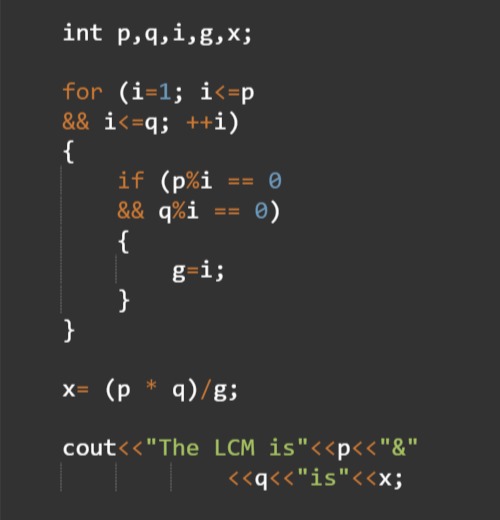 int p,q,i,g,x;
for (i=1; i<=p
&& i<=q; ++i)
{
if (p%i == 0
&& q%i == 0)
{
g=i;
}
}
x= (p * q)/g;
cout<<"The LCM is"<<p<<"&"
<<q<<"is"<<x;